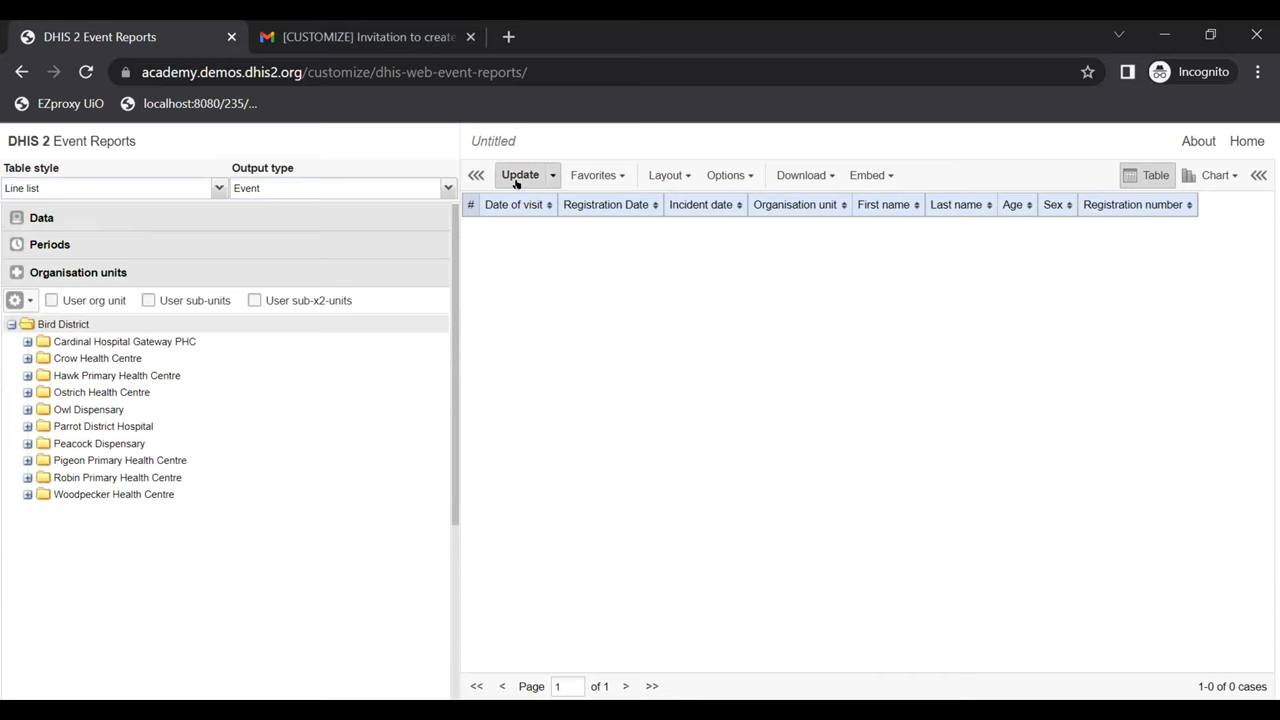 DHIS 2 Event Reports
[CUSTOMIZE] Invitation to create
academy.demos.dhis2.org/customize/dhis-web-event-reports/
Incognito
EZproxy UiO
localhost:8080/235/...
DHIS 2 Event Reports
Untitled
About
Home
Table style
Output type
Line list
Event
Update
Favorites
Layout
Options
Download
Embed
Table
Chart
# Date of visit Registration Date Incident date Organisation unit First name Last name Age Sex Registration number
Data
Periods
Organisation units
User org unit
User sub-units
User sub-x2-units
Bird District
Cardinal Hospital Gateway PHC
Crow Health Centre
Hawk Primary Health Centre
Ostrich Health Centre
Owl Dispensary
Parrot District Hospital
Peacock Dispensary
Pigeon Primary Health Centre
Robin Primary Health Centre
Woodpecker Health Centre
<< < Page 1 of 1 > >>
1-0 of 0 cases